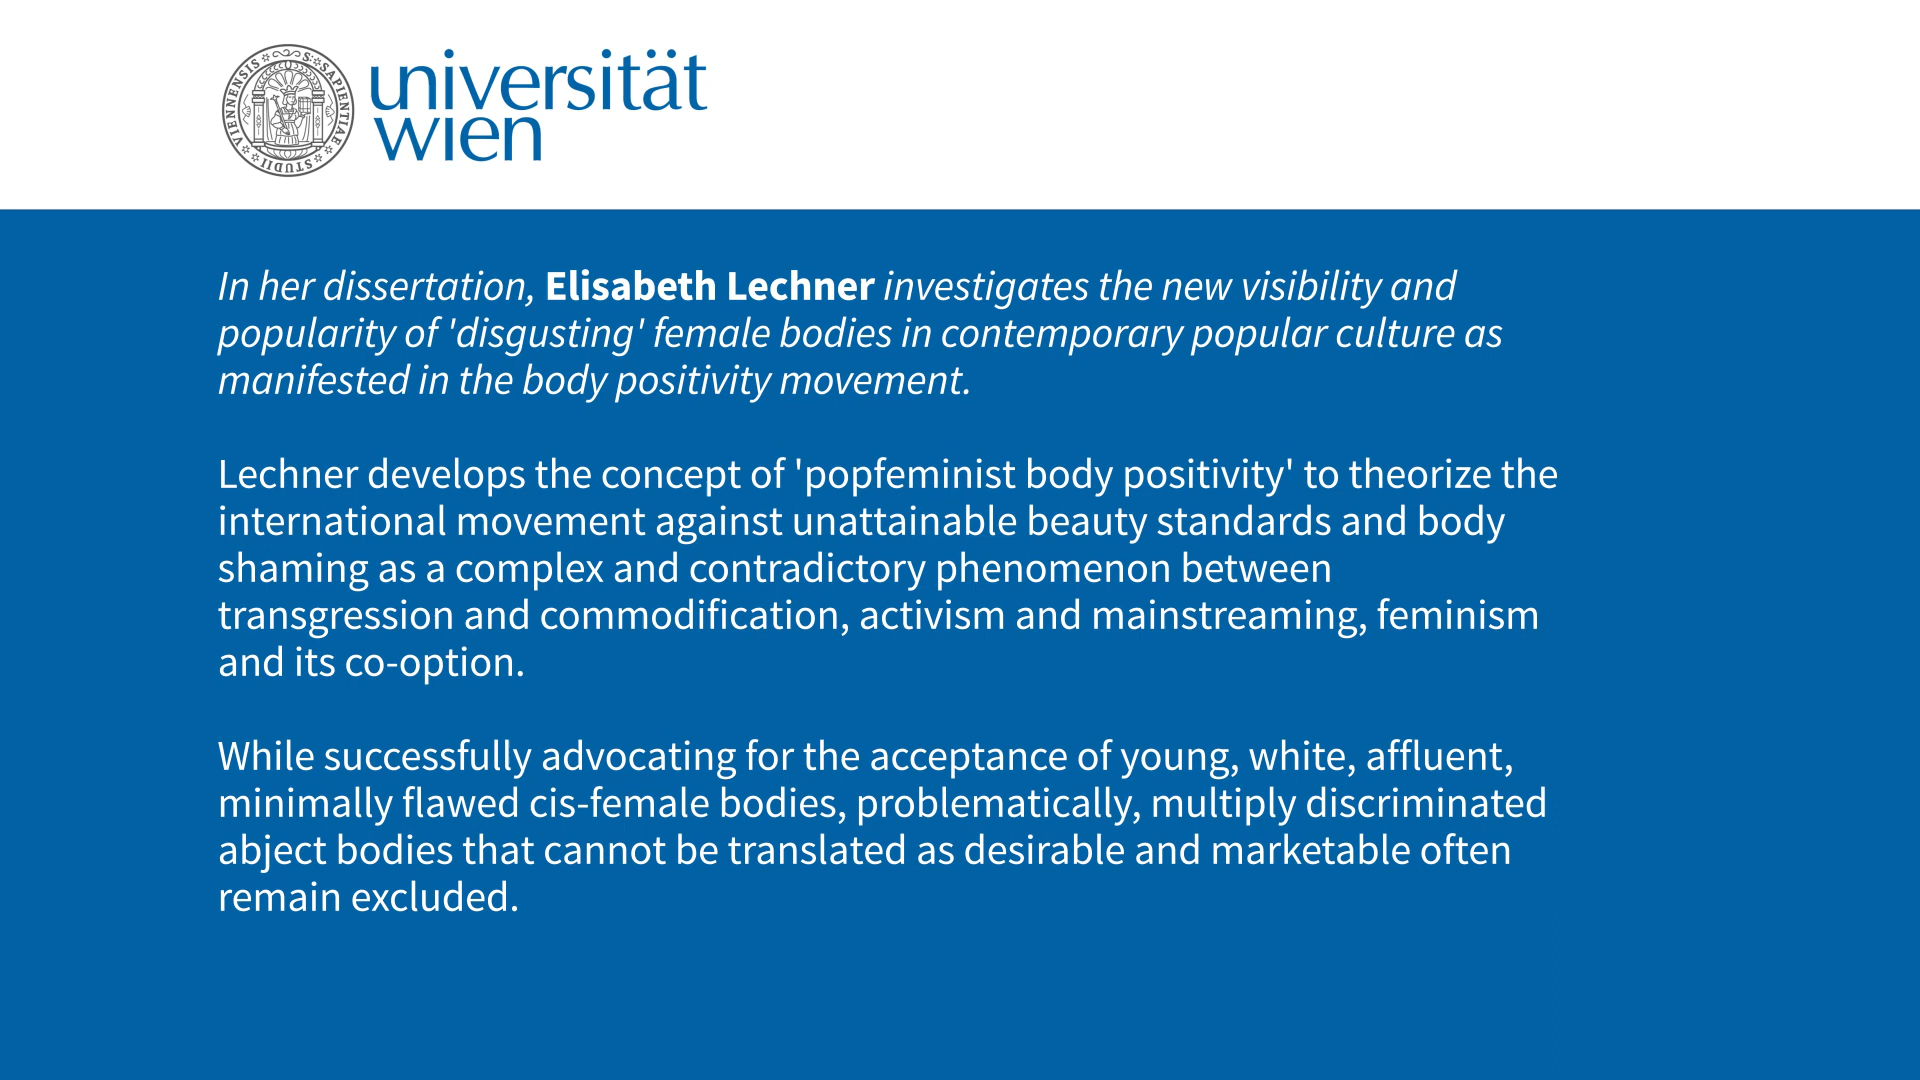 S·SAPIENTIAE STUDII VIENNENSIS
universität
wien
In her dissertation, Elisabeth Lechner investigates the new visibility and
popularity of 'disgusting' female bodies in contemporary popular culture as
manifested in the body positivity movement.
Lechner develops the concept of 'popfeminist body positivity' to theorize the
international movement against unattainable beauty standards and body
shaming as a complex and contradictory phenomenon between
transgression and commodification, activism and mainstreaming, feminism
and its co-option.
While successfully advocating for the acceptance of young, white, affluent,
minimally flawed cis-female bodies, problematically, multiply discriminated
abject bodies that cannot be translated as desirable and marketable often
remain excluded.